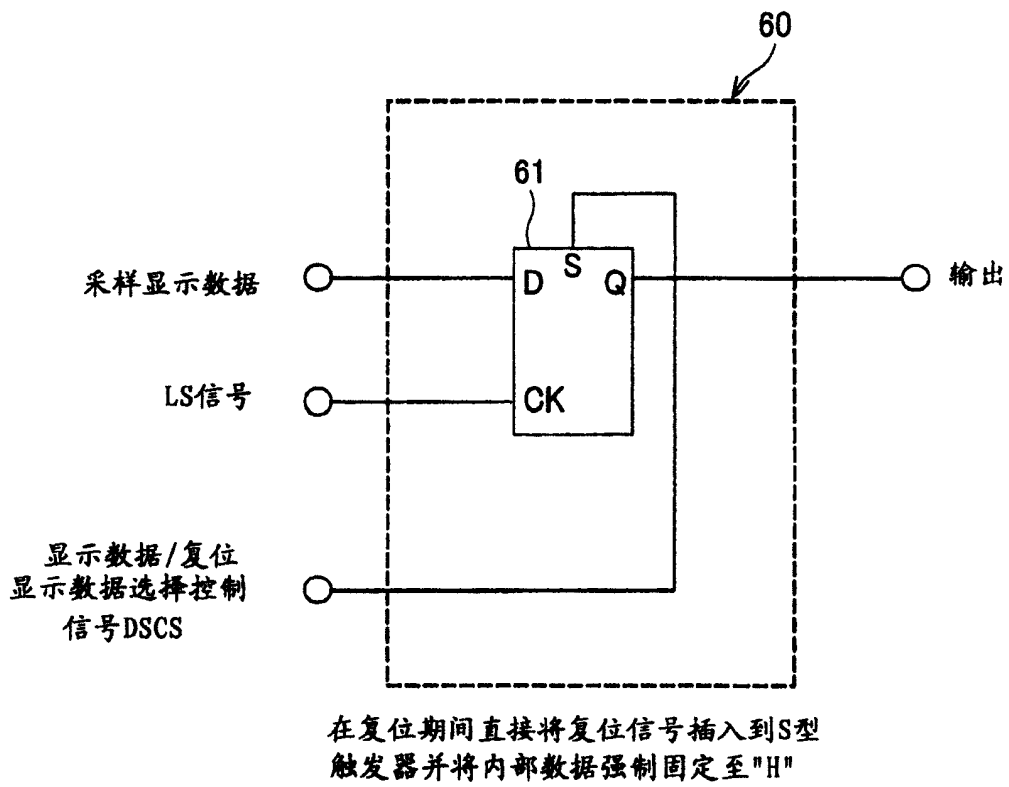 60
61
采样显示数据
D
S
Q
输出
LS信号
CK
显示数据/复位
显示数据选择控制
信号DSCS
在复位期间直接将复位信号插入到S型
触发器并将内部数据强制固定至"H"